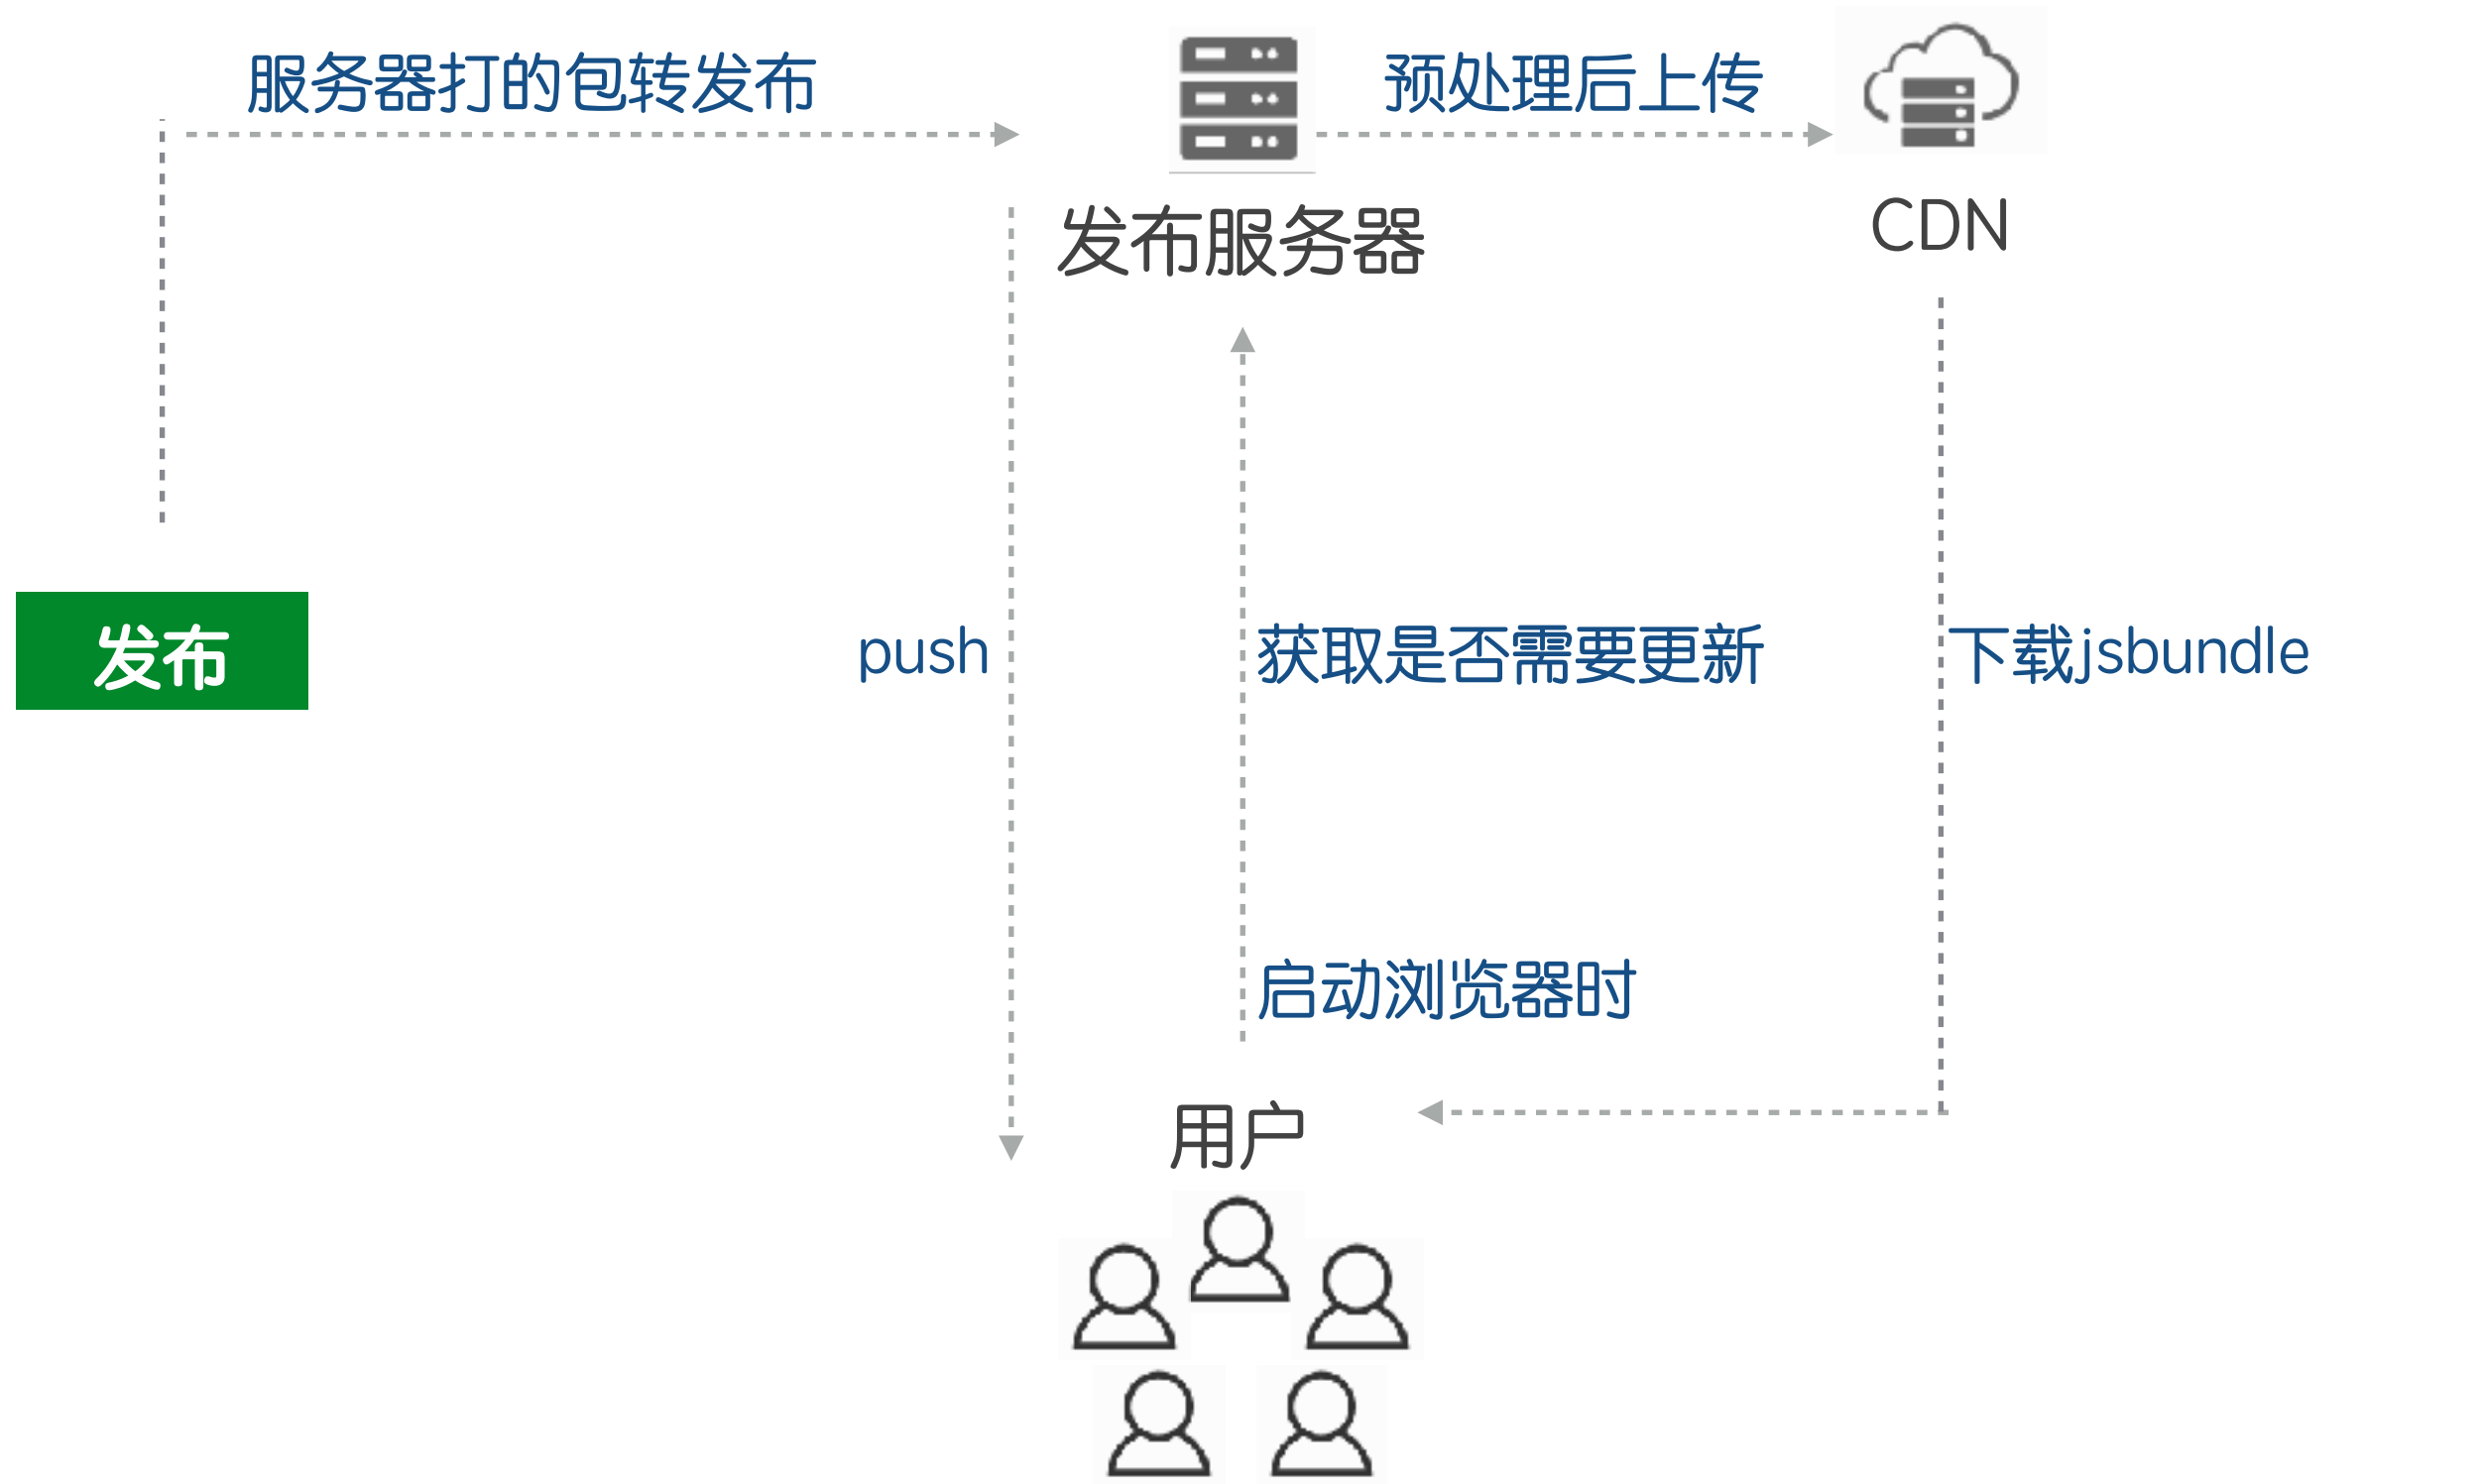 服务器打的包装发布
预处理后上传
发布服务器
CDN
发布
push
获取是否需要更新
下载jsbundle
启动浏览器时
用户